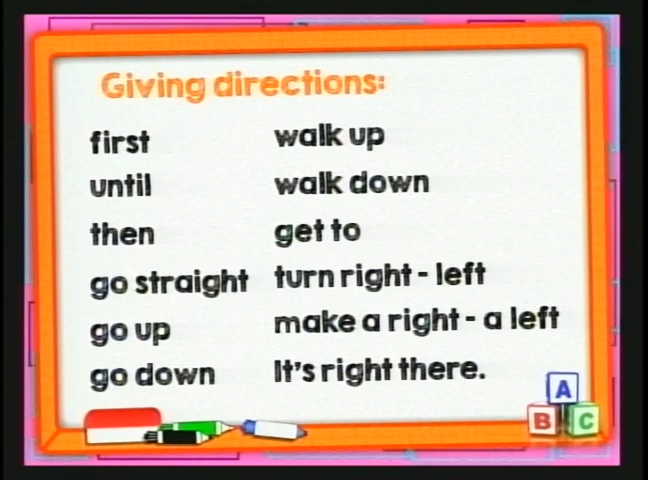 Giving directions:
first
until
then
go straight
go up
go down
walk up
walk down
get to
turn right - left
make a right - a left
It's right there.
A
B C